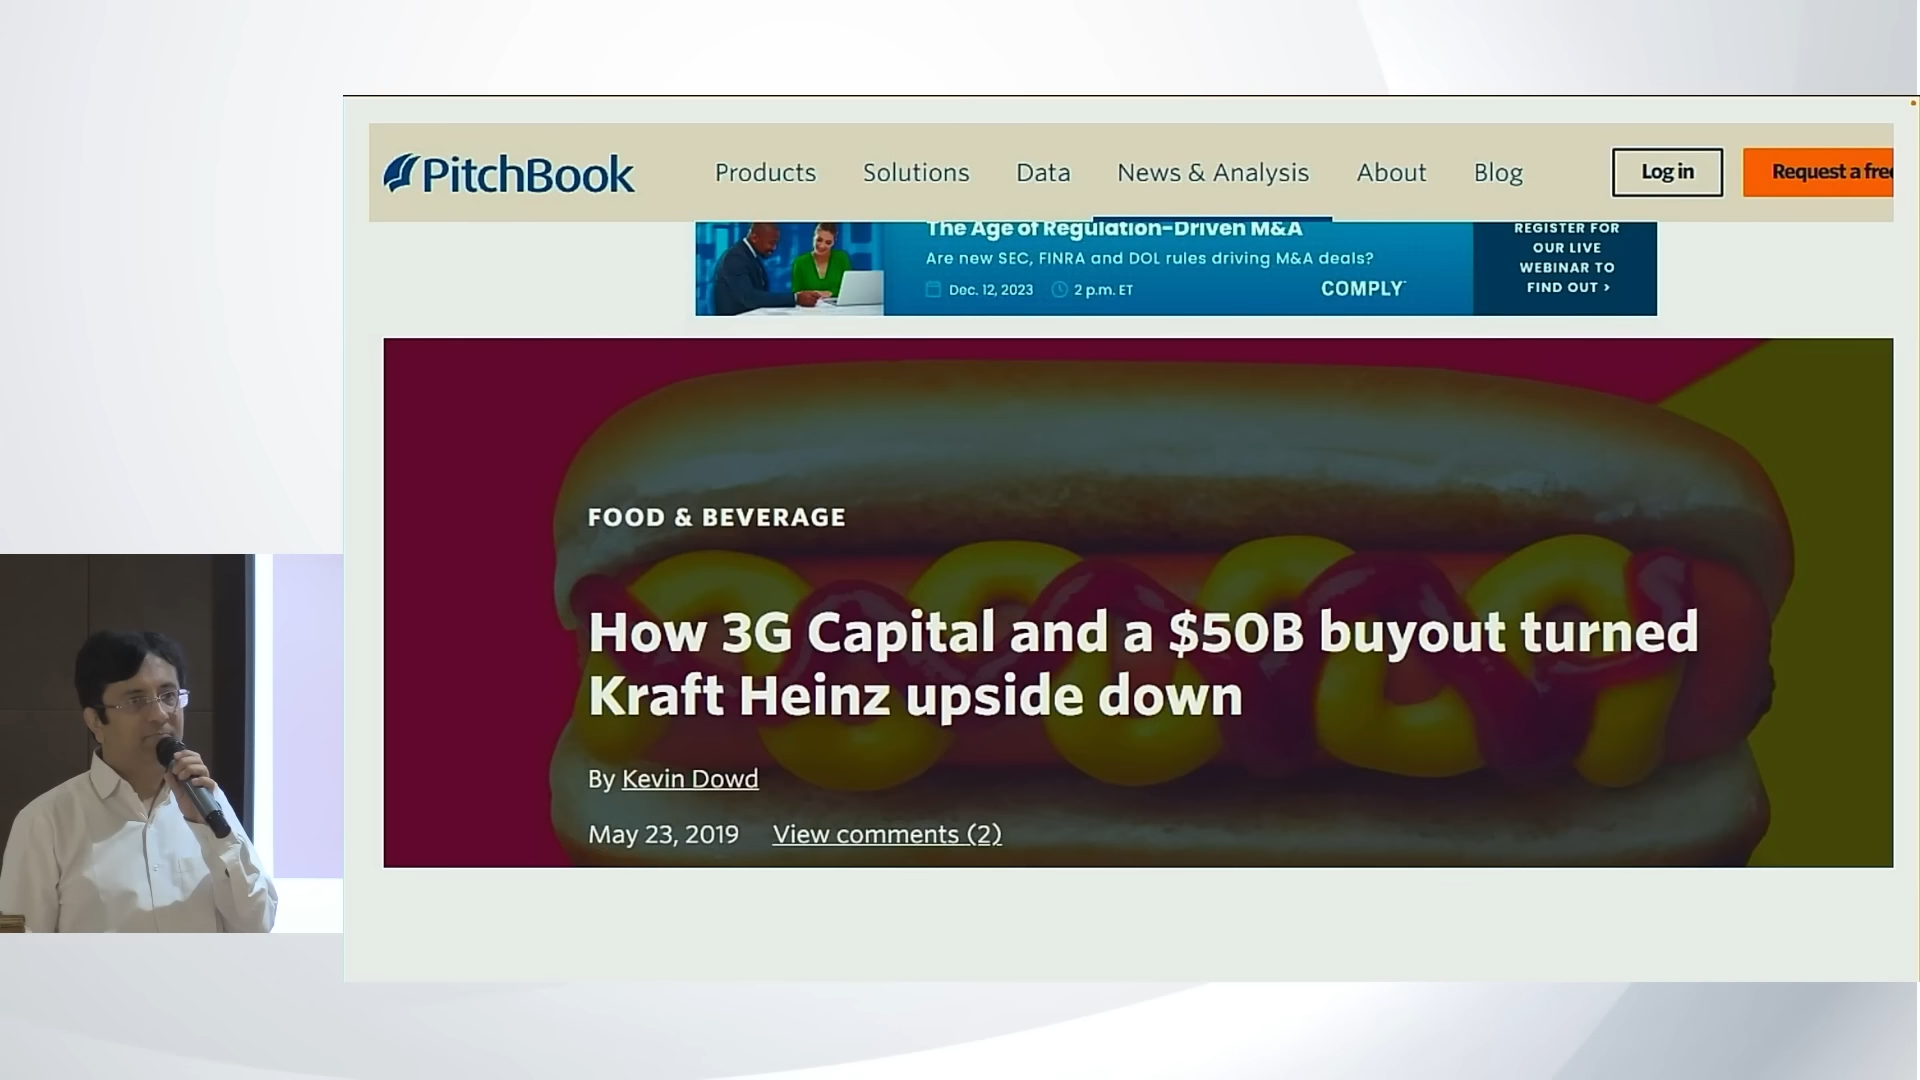 PitchBook
Products Solutions Data News & Analysis About Blog
Log in
Request a free
The Age of Regulation-Driven M&A
Are new SEC, FINRA and DOL rules driving M&A deals?
Dec. 12, 2023 2 p.m. ET
COMPLY
REGISTER FOR
OUR LIVE
WEBINAR TO
FIND OUT >
FOOD & BEVERAGE
How 3G Capital and a $50B buyout turned
Kraft Heinz upside down
By Kevin Dowd
May 23, 2019 View comments (2)